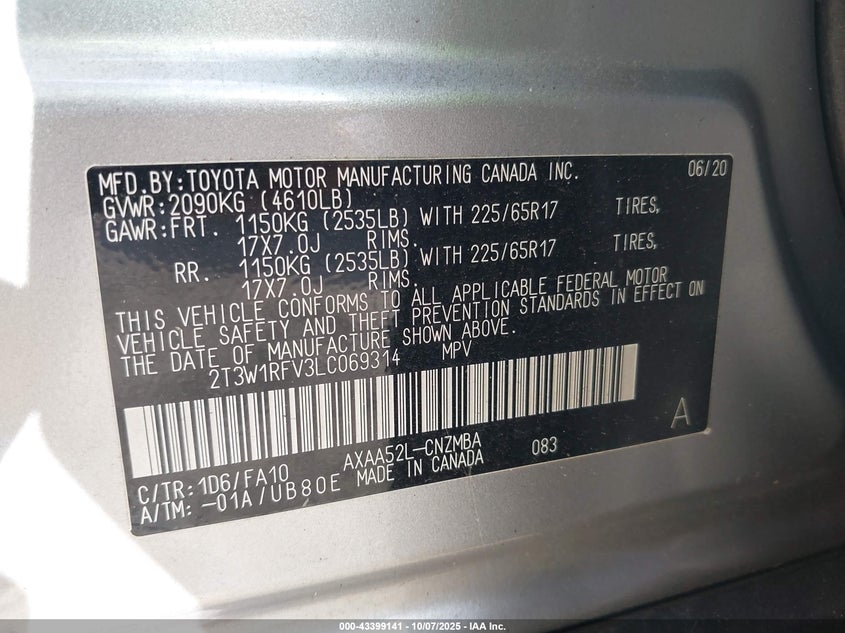 MFD.BY:TOYOTA MOTOR MANUFACTURING CANADA INC. 06/20
GVWR:2090KG (4610LB)
GAWR:FRT. 1150KG (2535LB) WITH 225/65R17 TIRES,
17X7.0J RIMS.
RR. 1150KG (2535LB) WITH 225/65R17 TIRES,
17X7.0J RIMS.
THIS VEHICLE CONFORMS TO ALL APPLICABLE FEDERAL MOTOR
VEHICLE SAFETY AND THEFT PREVENTION STANDARDS IN EFFECT ON
THE DATE OF MANUFACTURE SHOWN ABOVE.
2T3W1RFV3LC069314 MPV
A
C/TR:1D6/FA10 AXAA52L-CNZMBA 083
A/TM:-01A/UB80E MADE IN CANADA
000-43399141 - 10/07/2025 - IAA Inc.